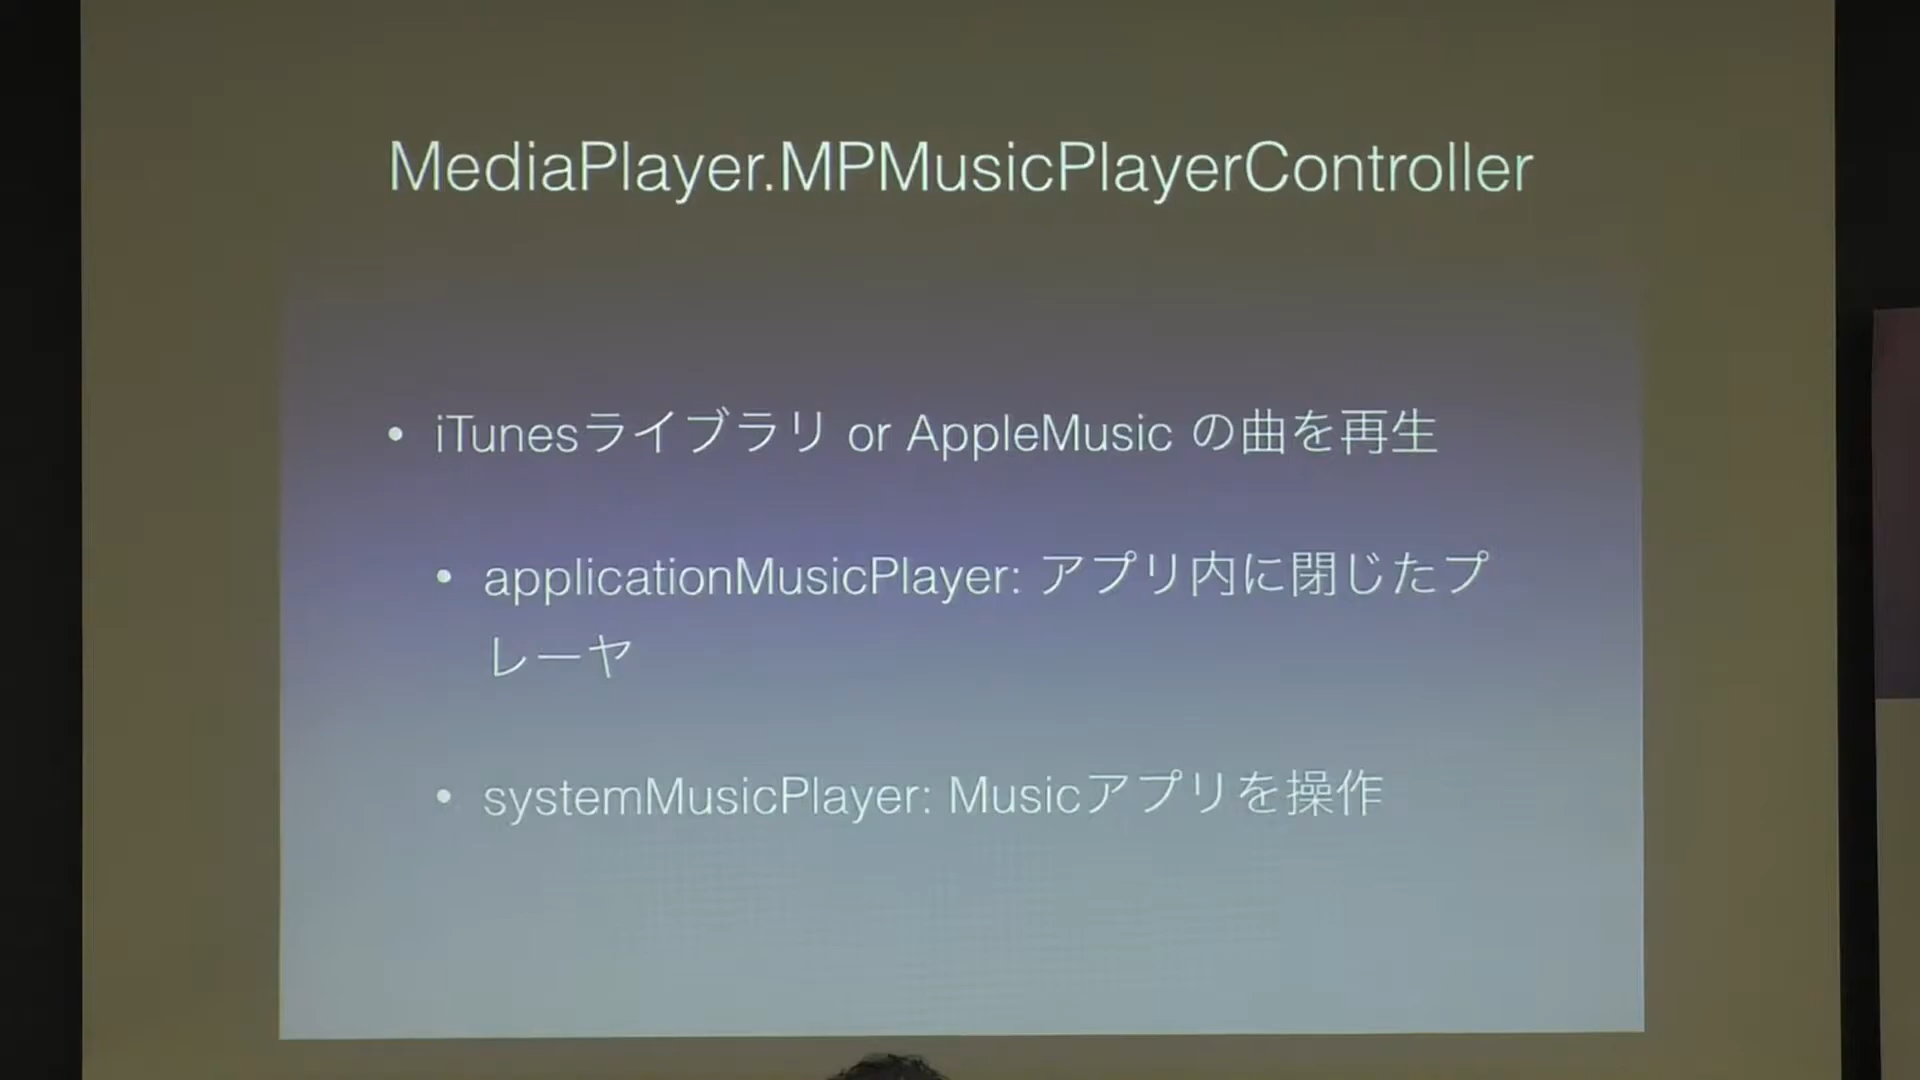 MediaPlayer.MPMusicPlayerController
• iTunesライブラリ or AppleMusic の曲を再生
• applicationMusicPlayer: アプリ内に閉じたプ
レーヤ
• systemMusicPlayer: Musicアプリを操作